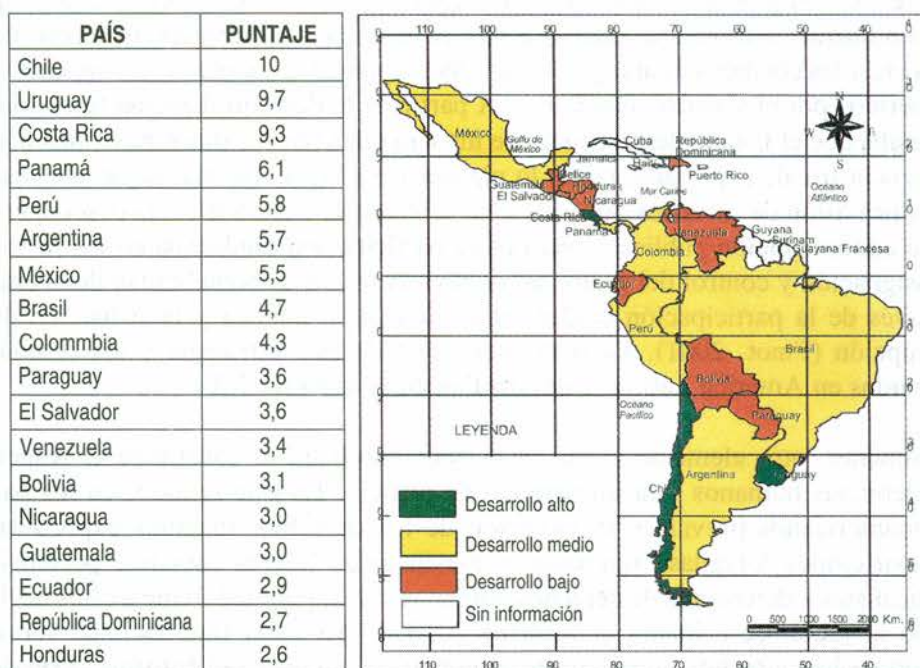 PAÍS PUNTAJE
Chile 10
Uruguay 9,7
Costa Rica 9,3
Panamá 6,1
Perú 5,8
Argentina 5,7
México 5,5
Brasil 4,7
Colommbia 4,3
Paraguay 3,6
El Salvador 3,6
Venezuela 3,4
Bolivia 3,1
Nicaragua 3,0
Guatemala 3,0
Ecuador 2,9
República Dominicana 2,7
Honduras 2,6
110 100 90 80 70 60 50 40
N
S
México
Golfo de
México
Cuba
República
Dominicana
Jamaica
Haití
Puerto Rico
Belice
Guatemala
Honduras
El Salvador
Nicaragua
Mar Caribe
Océano
Atlántico
Costa Rica
Panamá
Venezuela
Guyana
Surinam
Guayana Francesa
Colombia
Ecuador
Perú
Brasil
Bolivia
Océano
Pacífico
Paraguay
Argentina
Uruguay
LEYENDA
Desarrollo alto
Desarrollo medio
Desarrollo bajo
Sin información
0 500 1000 1500 2000 Km.
110 100 90 80 70 60 50 40